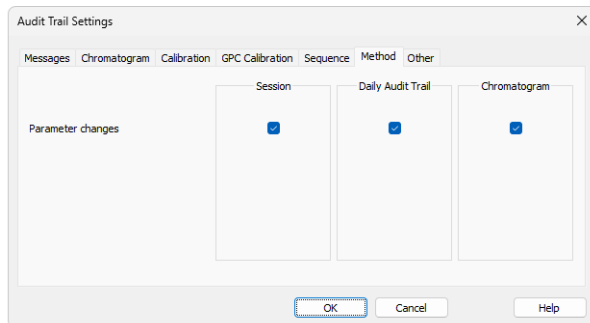 Audit Trail Settings
Messages Chromatogram Calibration GPC Calibration Sequence Method Other
Session Daily Audit Trail Chromatogram
Parameter changes
OK Cancel Help